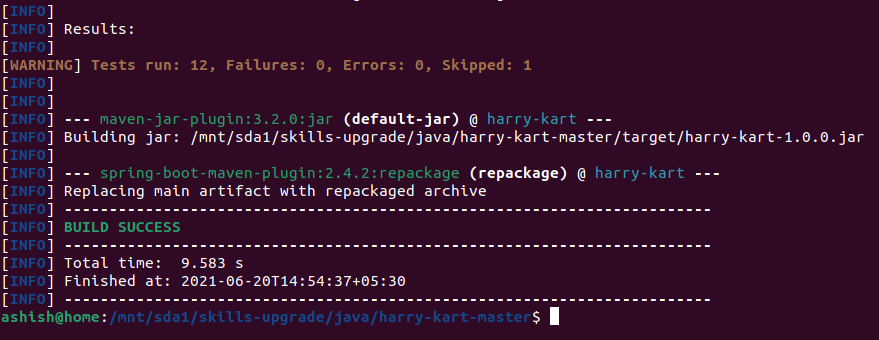 [INFO]
[INFO] Results:
[INFO]
[WARNING] Tests run: 12, Failures: 0, Errors: 0, Skipped: 1
[INFO]
[INFO]
[INFO] --- maven-jar-plugin:3.2.0:jar (default-jar) @ harry-kart ---
[INFO] Building jar: /mnt/sda1/skills-upgrade/java/harry-kart-master/target/harry-kart-1.0.0.jar
[INFO]
[INFO] --- spring-boot-maven-plugin:2.4.2:repackage (repackage) @ harry-kart ---
[INFO] Replacing main artifact with repackaged archive
[INFO] ------------------------------------------------------------------------
[INFO] BUILD SUCCESS
[INFO] ------------------------------------------------------------------------
[INFO] Total time:  9.583 s
[INFO] Finished at: 2021-06-20T14:54:37+05:30
[INFO] ------------------------------------------------------------------------
ashish@home:/mnt/sda1/skills-upgrade/java/harry-kart-master$